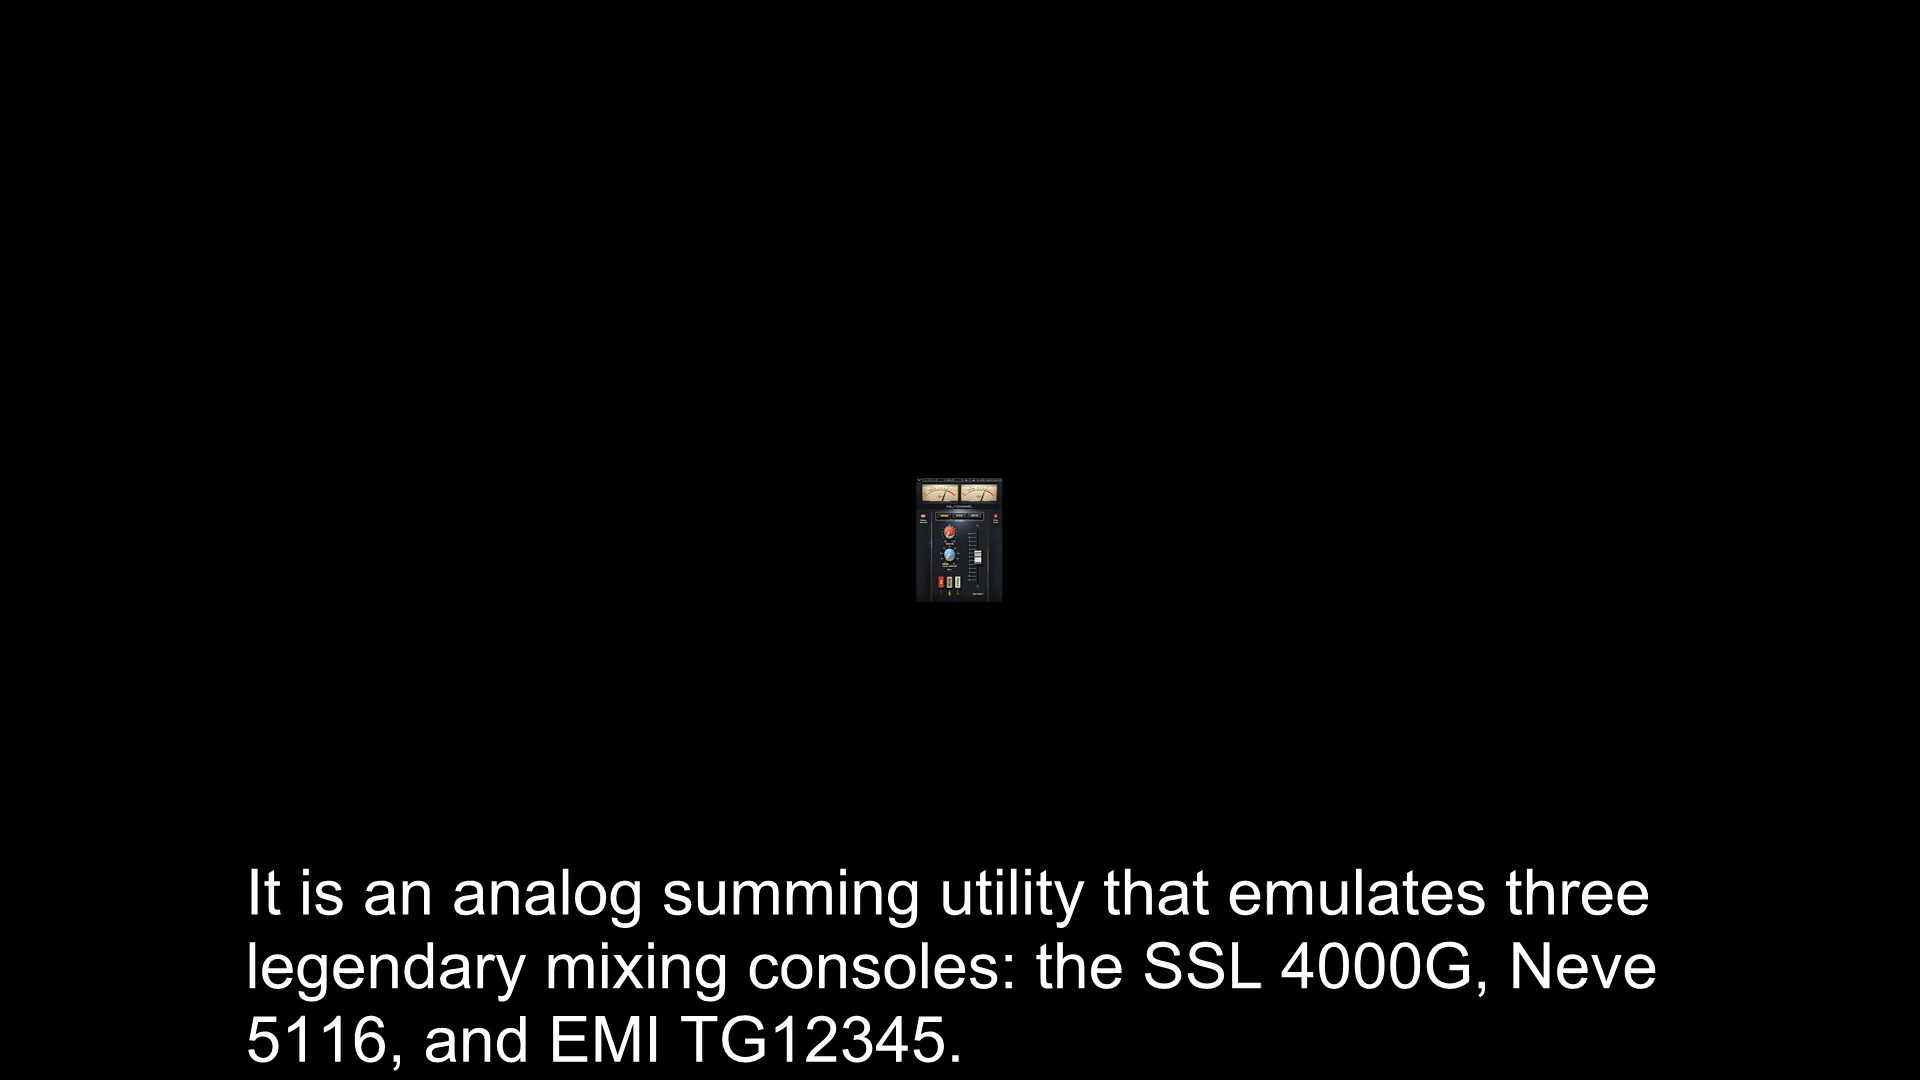 It is an analog summing utility that emulates three
legendary mixing consoles: the SSL 4000G, Neve
5116, and EMI TG12345.